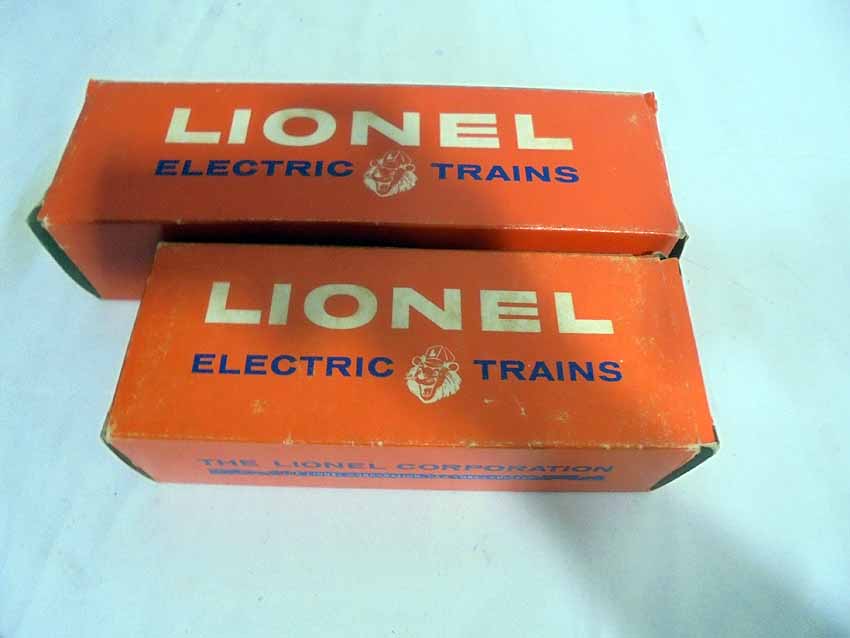 LIONEL
ELECTRIC TRAINS
LIONEL
ELECTRIC TRAINS
THE LIONEL CORPORATION